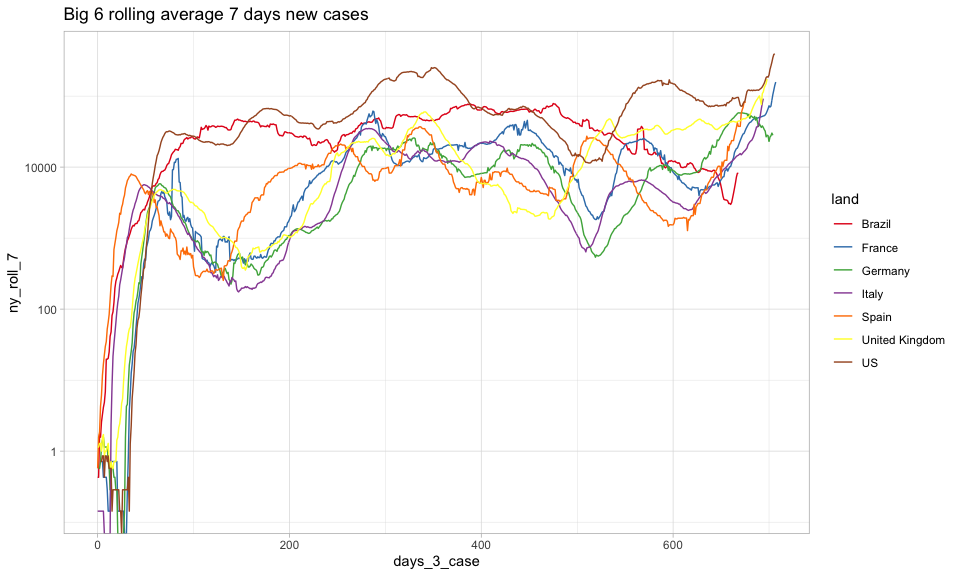 Big 6 rolling average 7 days new cases
ny_roll_7
10000
100
1
0
200
400
600
days_3_case
land
Brazil
France
Germany
Italy
Spain
United Kingdom
US